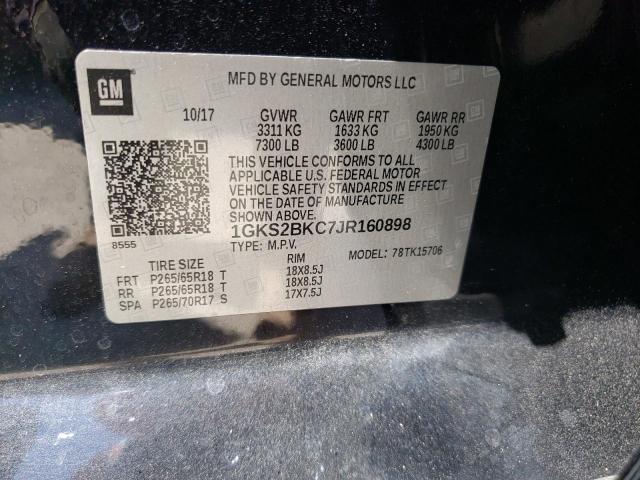 GM
MFD BY GENERAL MOTORS LLC
10/17 GVWR GAWR FRT GAWR RR
3311 KG 1633 KG 1950 KG
7300 LB 3600 LB 4300 LB
THIS VEHICLE CONFORMS TO ALL
APPLICABLE U.S. FEDERAL MOTOR
VEHICLE SAFETY STANDARDS IN EFFECT
ON THE DATE OF MANUFACTURE
SHOWN ABOVE.
8555
1GKS2BKC7JR160898
TYPE: M.P.V. MODEL: 78TK15706
TIRE SIZE RIM
FRT P265/65R18 T 18X8.5J
RR P265/65R18 T 18X8.5J
SPA P265/70R17 S 17X7.5J